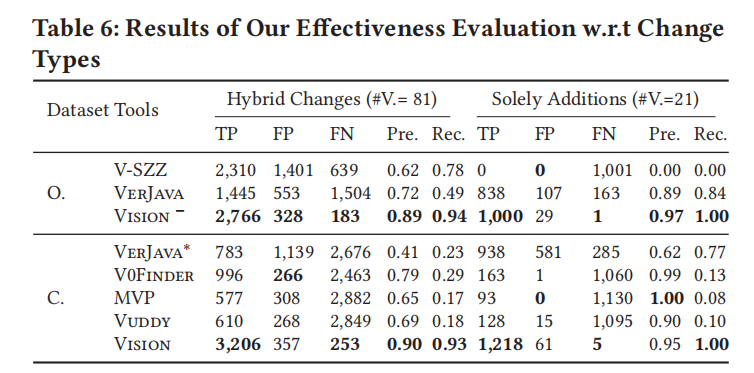 Table 6: Results of Our Effectiveness Evaluation w.r.t Change
Types
Dataset Tools Hybrid Changes (#V.= 81) Solely Additions (#V.=21)
TP FP FN Pre. Rec. TP FP FN Pre. Rec.
V-SZZ 2,310 1,401 639 0.62 0.78 0 0 1,001 0.00 0.00
O. VERJAVA 1,445 553 1,504 0.72 0.49 838 107 163 0.89 0.84
VISION⁻ 2,766 328 183 0.89 0.94 1,000 29 1 0.97 1.00
VERJAVA* 783 1,139 2,676 0.41 0.23 938 581 285 0.62 0.77
V0FINDER 996 266 2,463 0.79 0.29 163 1 1,060 0.99 0.13
C. MVP 577 308 2,882 0.65 0.17 93 0 1,130 1.00 0.08
VUDDY 610 268 2,849 0.69 0.18 128 15 1,095 0.90 0.10
VISION 3,206 357 253 0.90 0.93 1,218 61 5 0.95 1.00